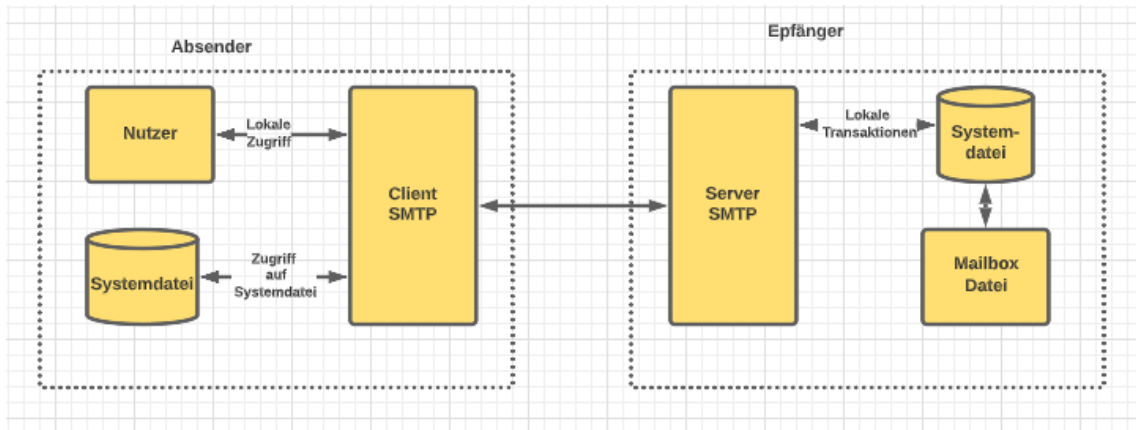 Absender
Epfänger
Nutzer
Lokale
Zugriff
Client
SMTP
Systemdatei
Zugriff
auf
Systemdatei
Server
SMTP
Lokale
Transaktionen
System-
datei
Mailbox
Datei